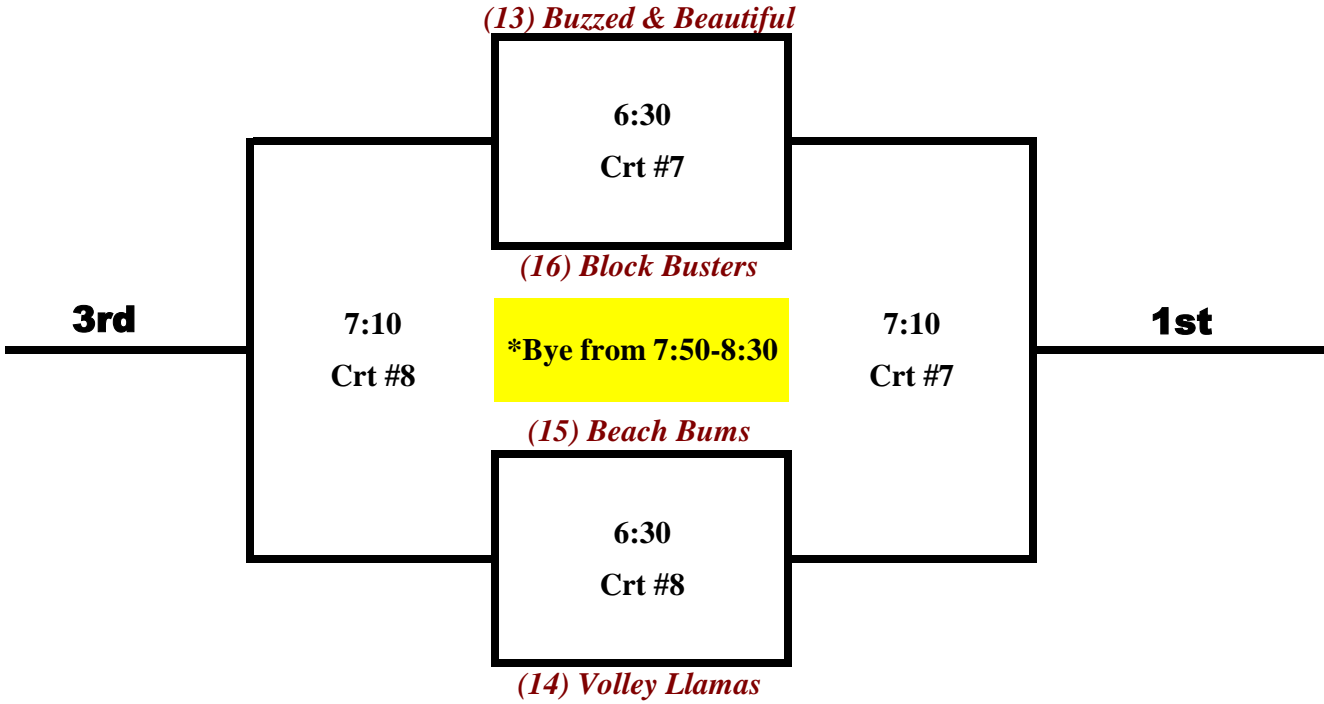 (13) Buzzed & Beautiful
6:30
Crt #7
(16) Block Busters
3rd
7:10
Crt #8
*Bye from 7:50-8:30
7:10
Crt #7
1st
(15) Beach Bums
6:30
Crt #8
(14) Volley Llamas